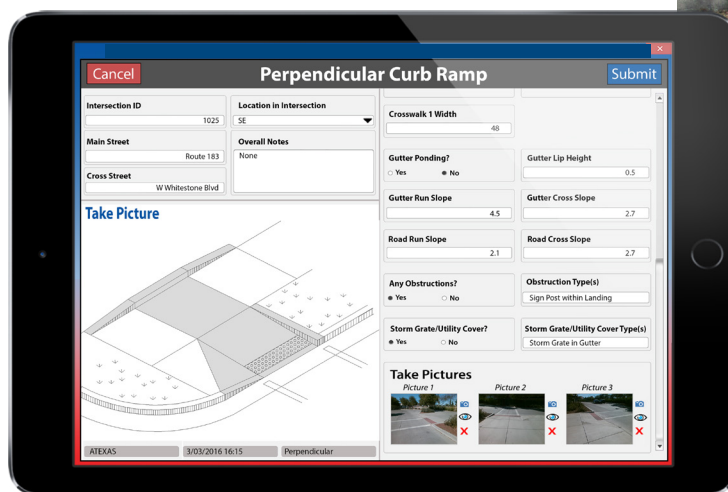 Cancel
Perpendicular Curb Ramp
Submit
Intersection ID
1025
Location in Intersection
SE
Main Street
Route 183
Overall Notes
None
Cross Street
W Whitestone Blvd
Take Picture
ATEXAS
3/03/2016 16:15
Perpendicular
Crosswalk 1 Width
48
Gutter Ponding?
Yes No
Gutter Lip Height
0.5
Gutter Run Slope
4.5
Gutter Cross Slope
2.7
Road Run Slope
2.1
Road Cross Slope
2.7
Any Obstructions?
Yes No
Obstruction Type(s)
Sign Post within Landing
Storm Grate/Utility Cover?
Yes No
Storm Grate/Utility Cover Type(s)
Storm Grate in Gutter
Take Pictures
Picture 1 Picture 2 Picture 3